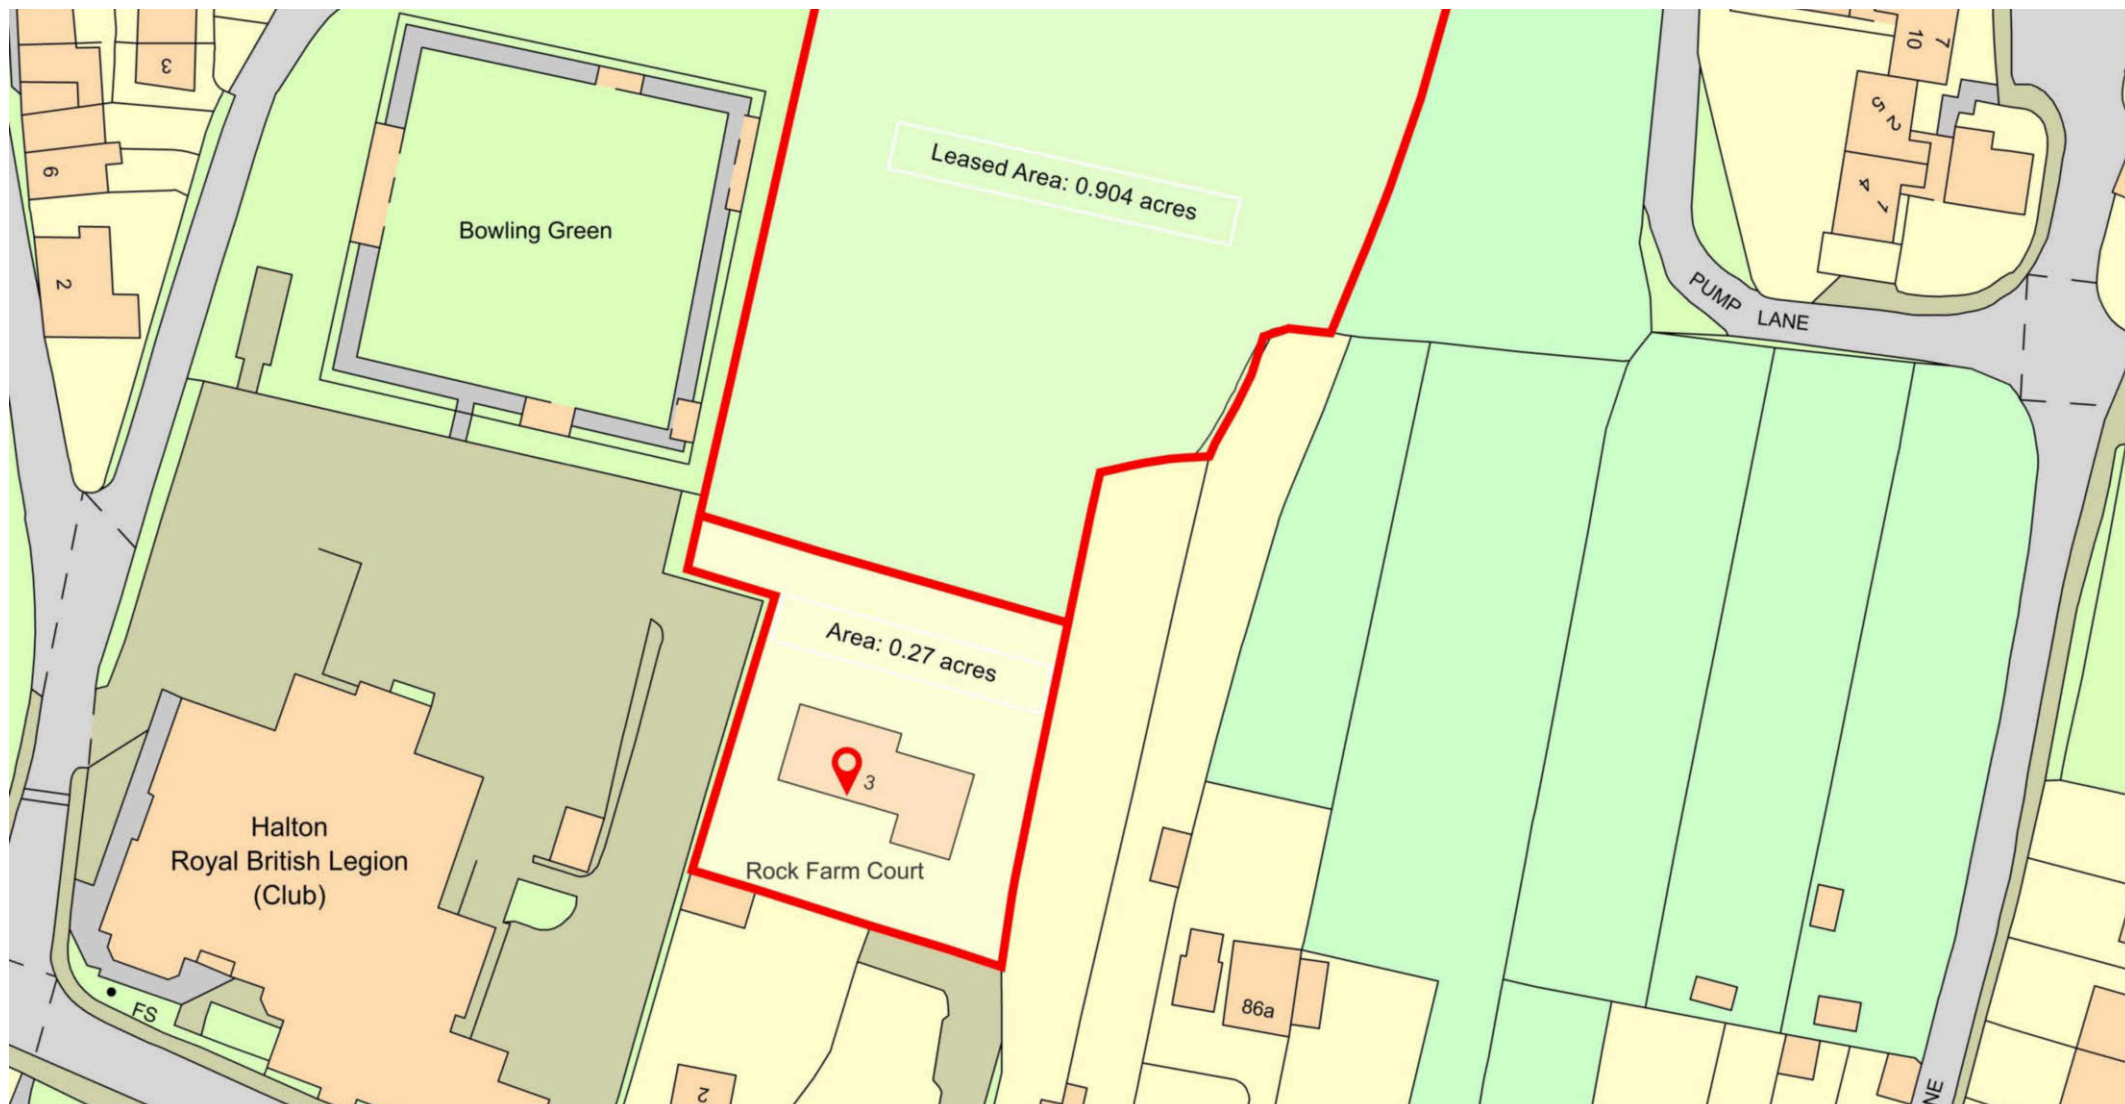 3
7
10
5
2
6
Leased Area: 0.904 acres
4
7
Bowling Green
2
PUMP LANE
Area: 0.27 acres
3
Halton
Royal British Legion
(Club)
Rock Farm Court
FS
86a
2
NE